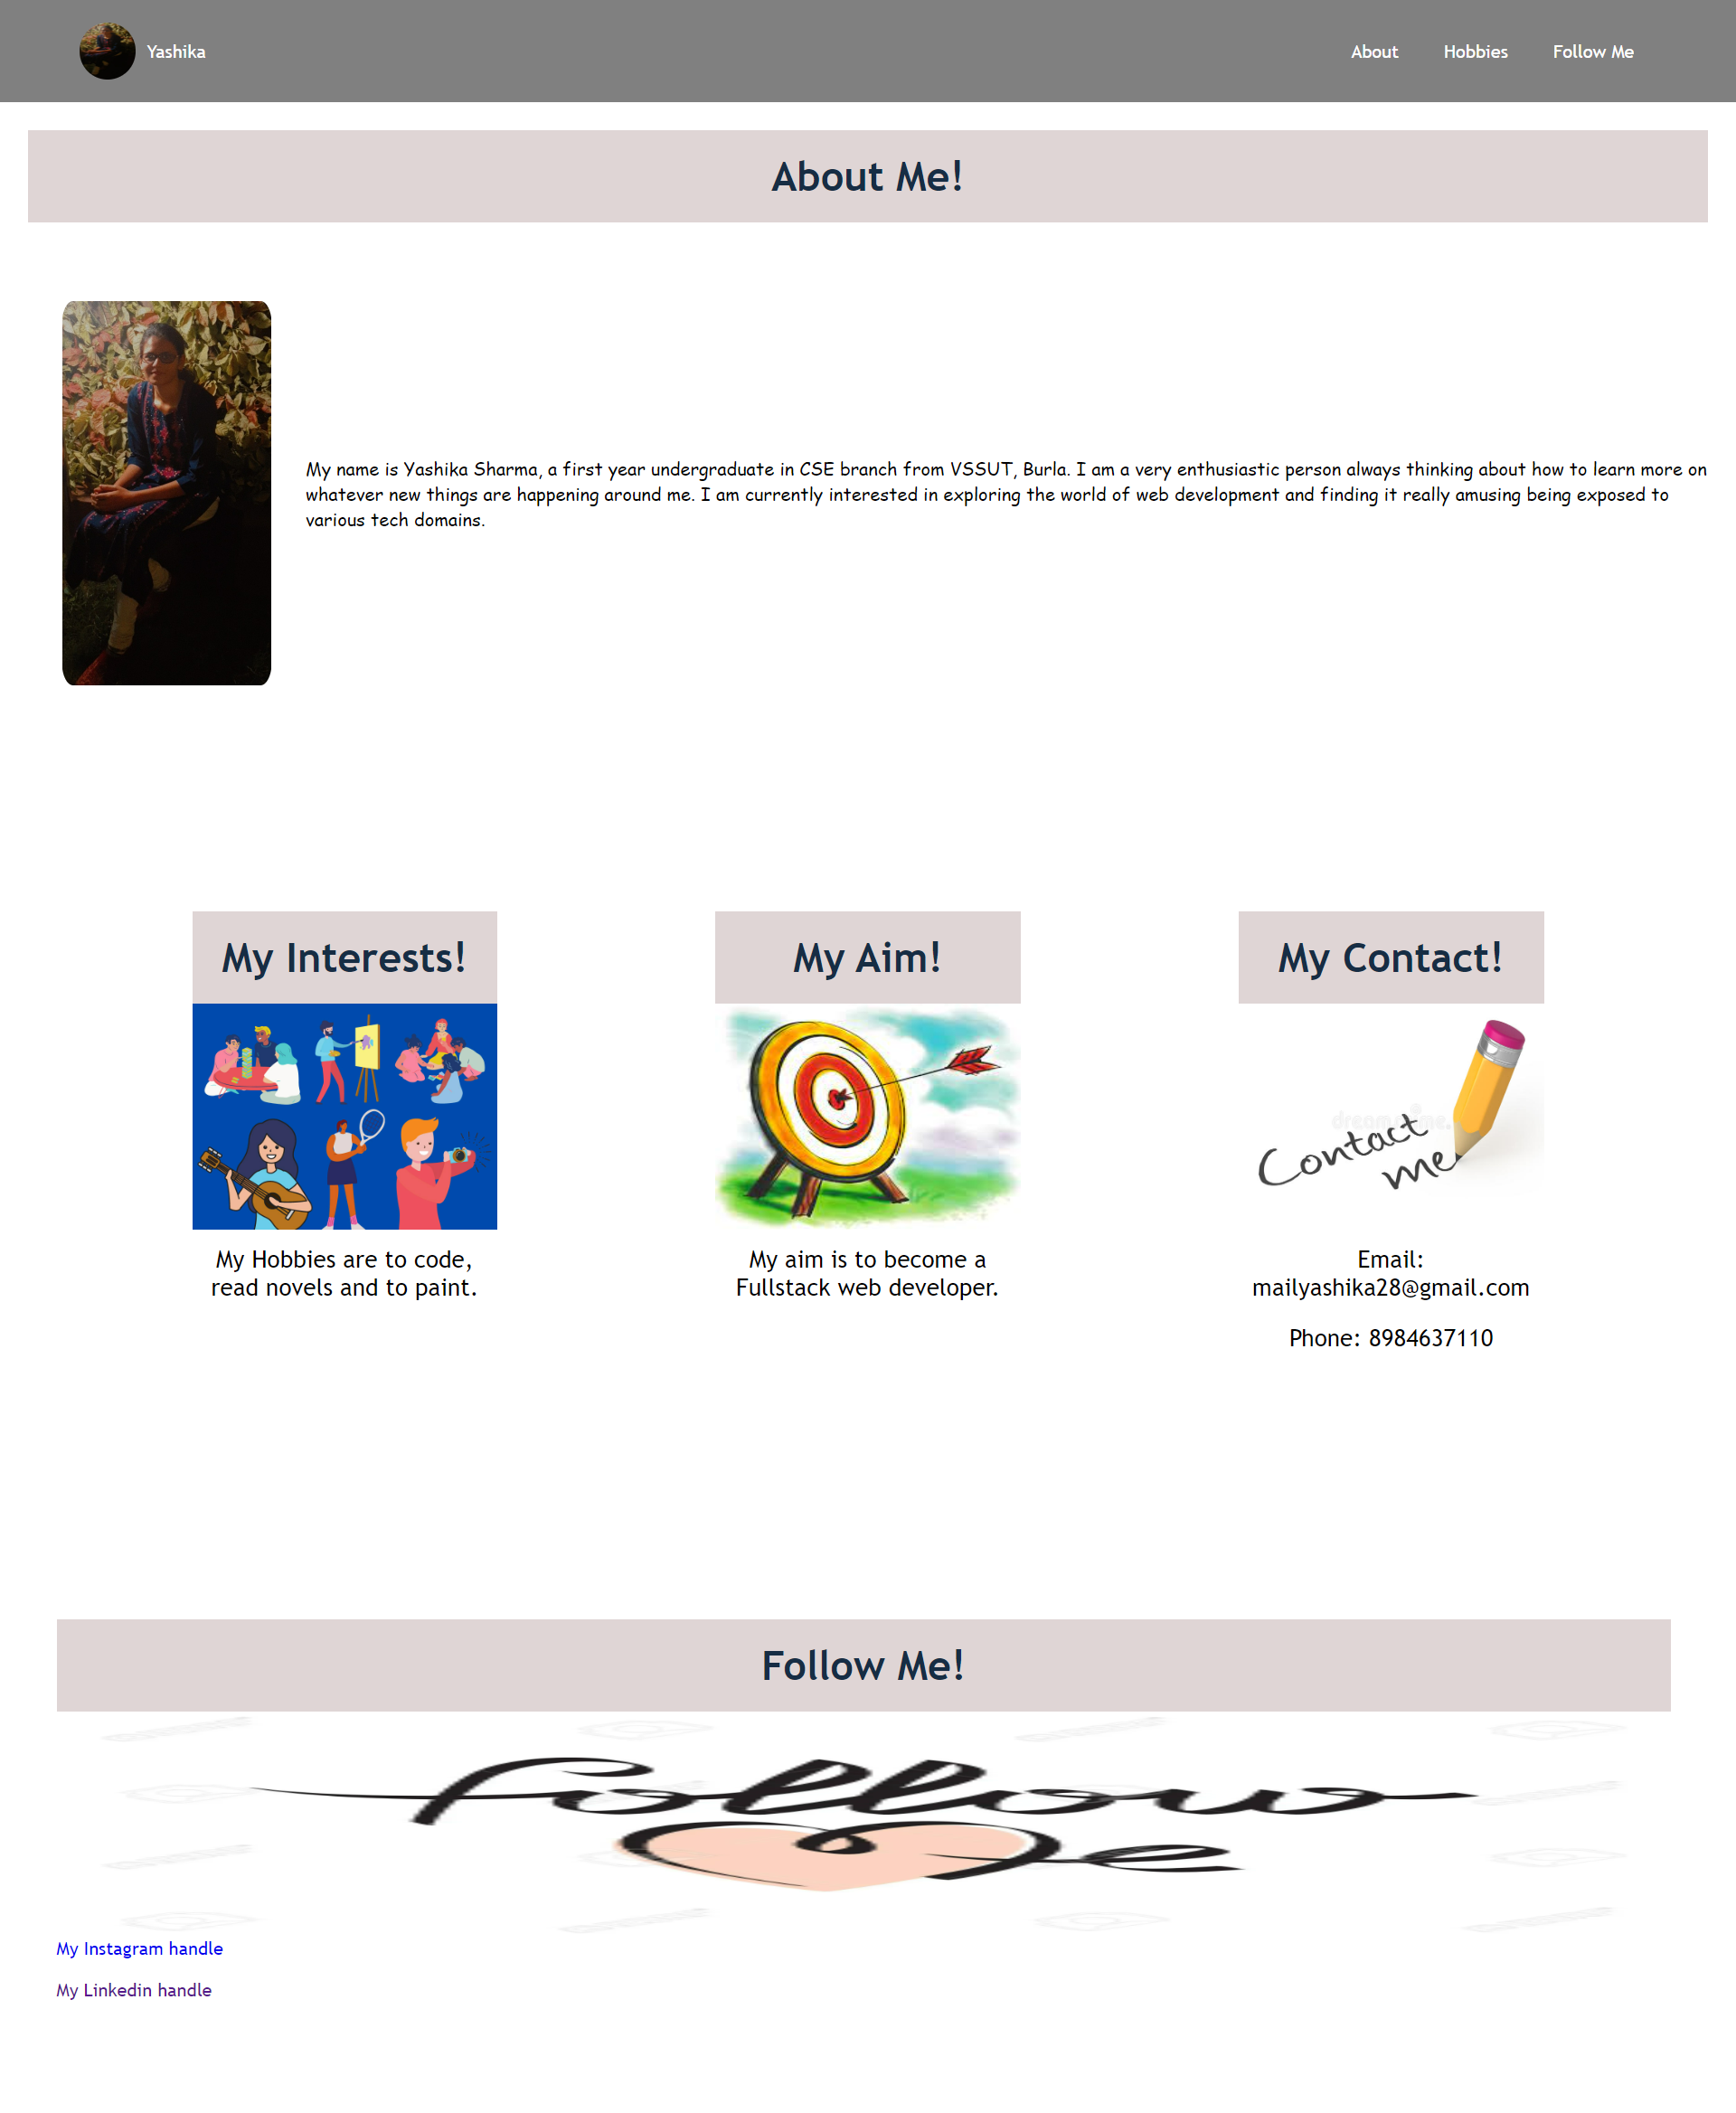 Yashika
About Hobbies Follow Me
About Me!
My name is Yashika Sharma, a first year undergraduate in CSE branch from VSSUT, Burla. I am a very enthusiastic person always thinking about how to learn more on
whatever new things are happening around me. I am currently interested in exploring the world of web development and finding it really amusing being exposed to
various tech domains.
My Interests!
My Hobbies are to code,
read novels and to paint.
My Aim!
My aim is to become a
Fullstack web developer.
My Contact!
Contact
me
Email:
mailyashika28@gmail.com
Phone: 8984637110
Follow Me!
follow
Me
My Instagram handle
My Linkedin handle